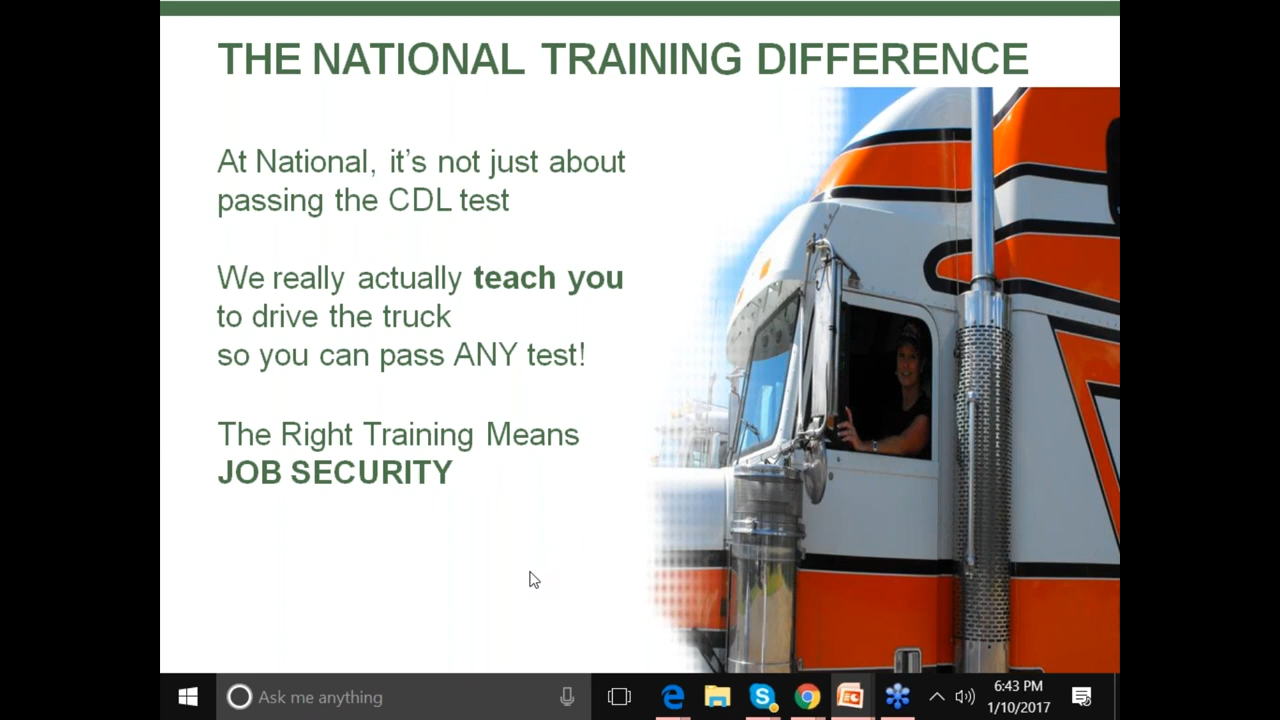 THE NATIONAL TRAINING DIFFERENCE
At National, it's not just about
passing the CDL test
We really actually teach you
to drive the truck
so you can pass ANY test!
The Right Training Means
JOB SECURITY
Ask me anything
6:43 PM
1/10/2017